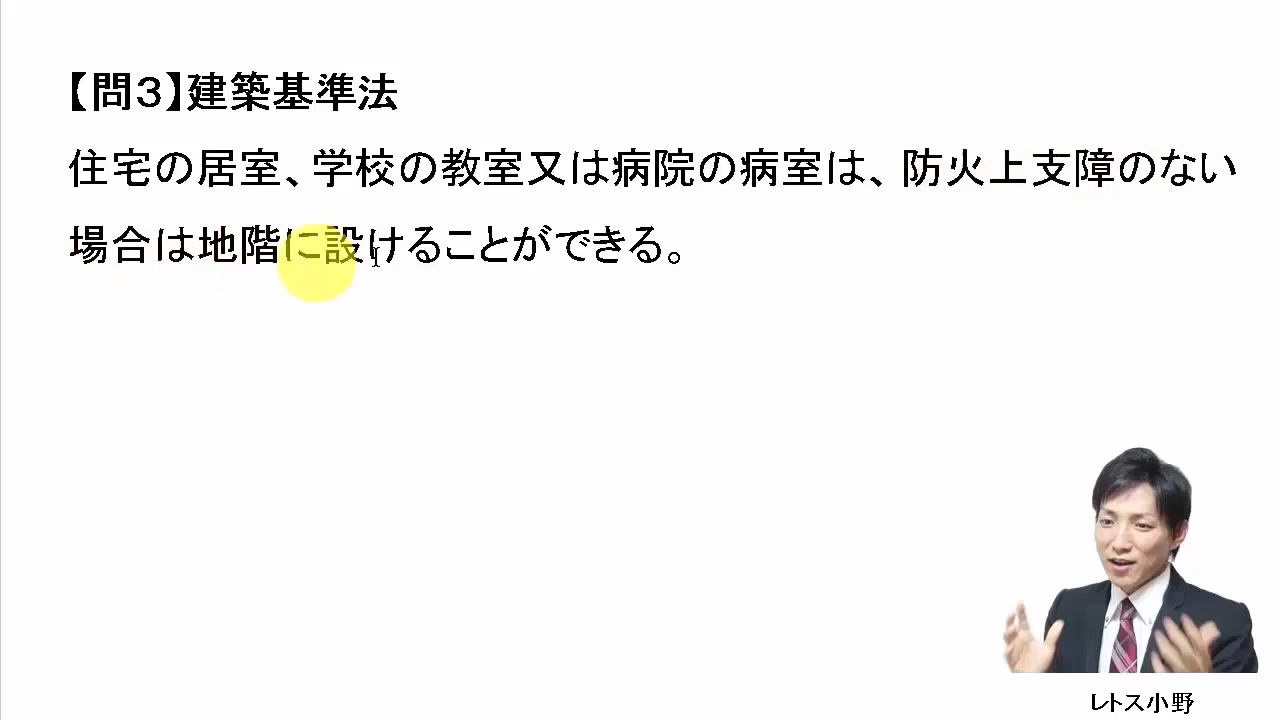 【問３】建築基準法
住宅の居室、学校の教室又は病院の病室は、防火上支障のない
場合は地階に設けることができる。
レトス小野